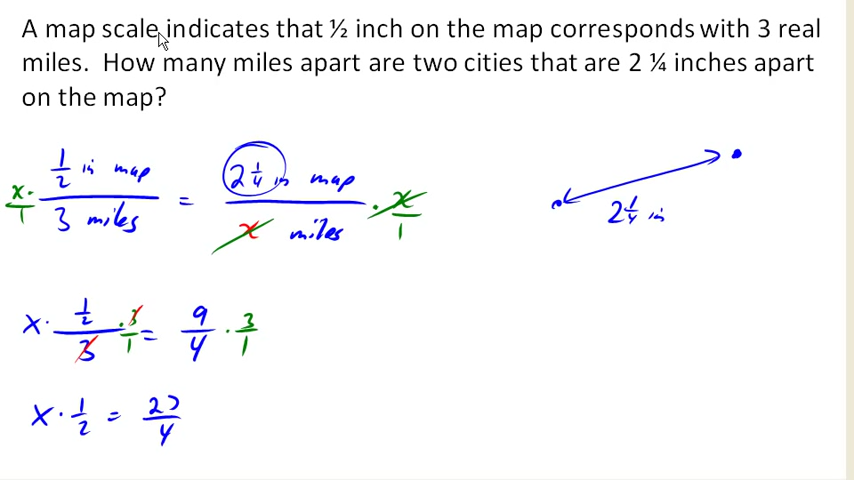 A map scale indicates that ½ inch on the map corresponds with 3 real
miles. How many miles apart are two cities that are 2 ¼ inches apart
on the map?
x/1 · (1/2 in map)/(3 miles) = (2 1/4 in map)/(x miles) · x/1
2 1/4 in
x · (1/2)/3 · 3/1 = 9/4 · 3/1
x · 1/2 = 27/4